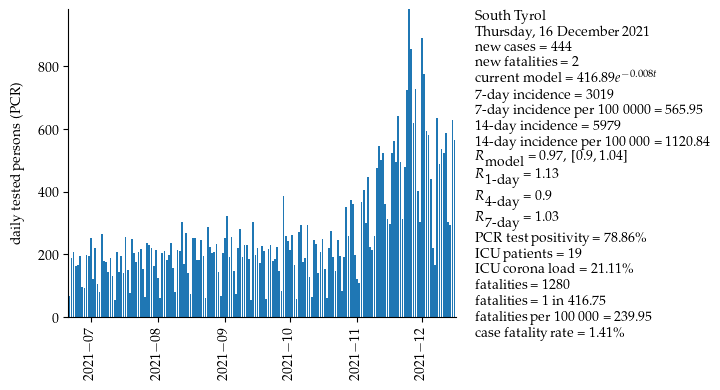 daily tested persons (PCR)
800
600
400
200
0
2021−07
2021−08
2021−09
2021−10
2021−11
2021−12
South Tyrol
Thursday, 16 December 2021
new cases = 444
new fatalities = 2
current model = 416.89e^−0.008t
7-day incidence = 3019
7-day incidence per 100 0000 = 565.95
14-day incidence = 5979
14-day incidence per 100 000 = 1120.84
R_model = 0.97, [0.9, 1.04]
R_1-day = 1.13
R_4-day = 0.9
R_7-day = 1.03
PCR test positivity = 78.86%
ICU patients = 19
ICU corona load = 21.11%
fatalities = 1280
fatalities = 1 in 416.75
fatalities per 100 000 = 239.95
case fatality rate = 1.41%